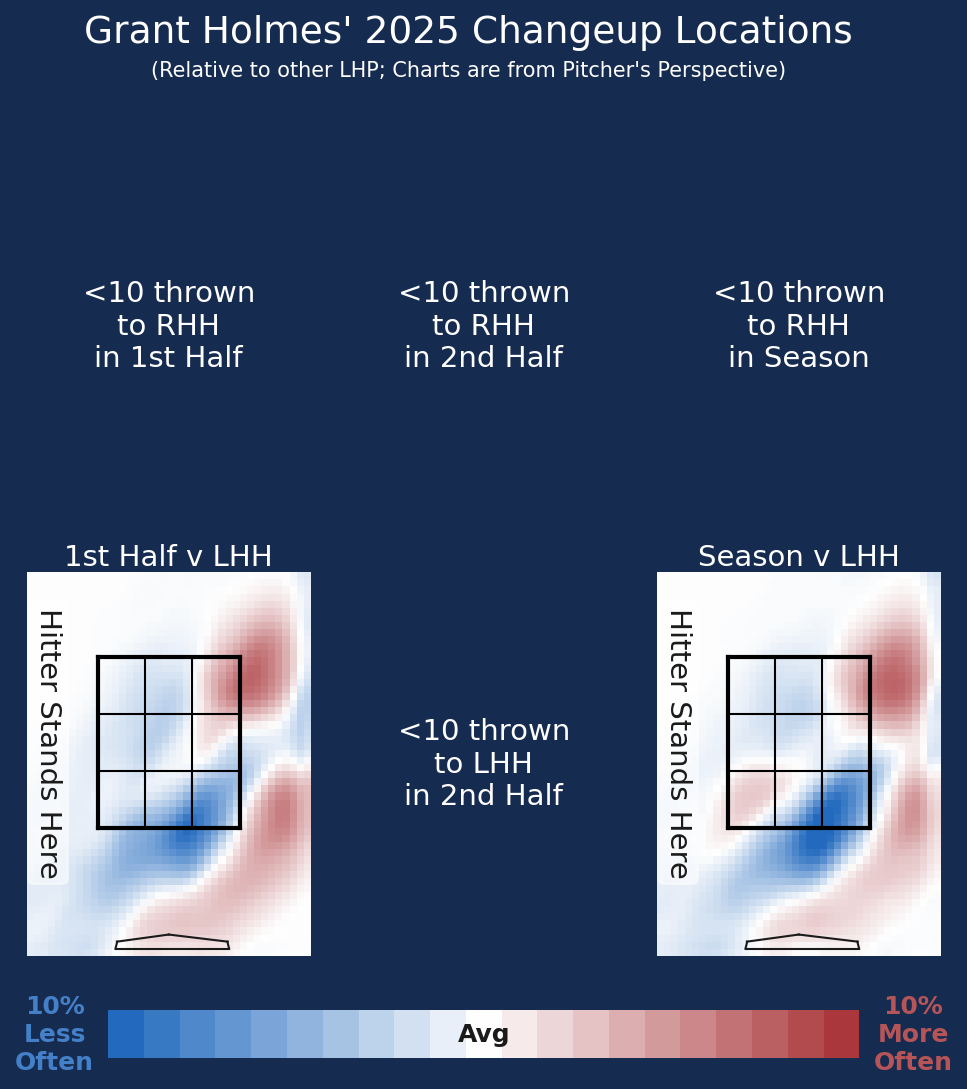 Grant Holmes' 2025 Changeup Locations
(Relative to other LHP; Charts are from Pitcher's Perspective)
<10 thrown
to RHH
in 1st Half
<10 thrown
to RHH
in 2nd Half
<10 thrown
to RHH
in Season
1st Half v LHH
Hitter Stands Here
<10 thrown
to LHH
in 2nd Half
Season v LHH
Hitter Stands Here
10%
Less
Often
Avg
10%
More
Often